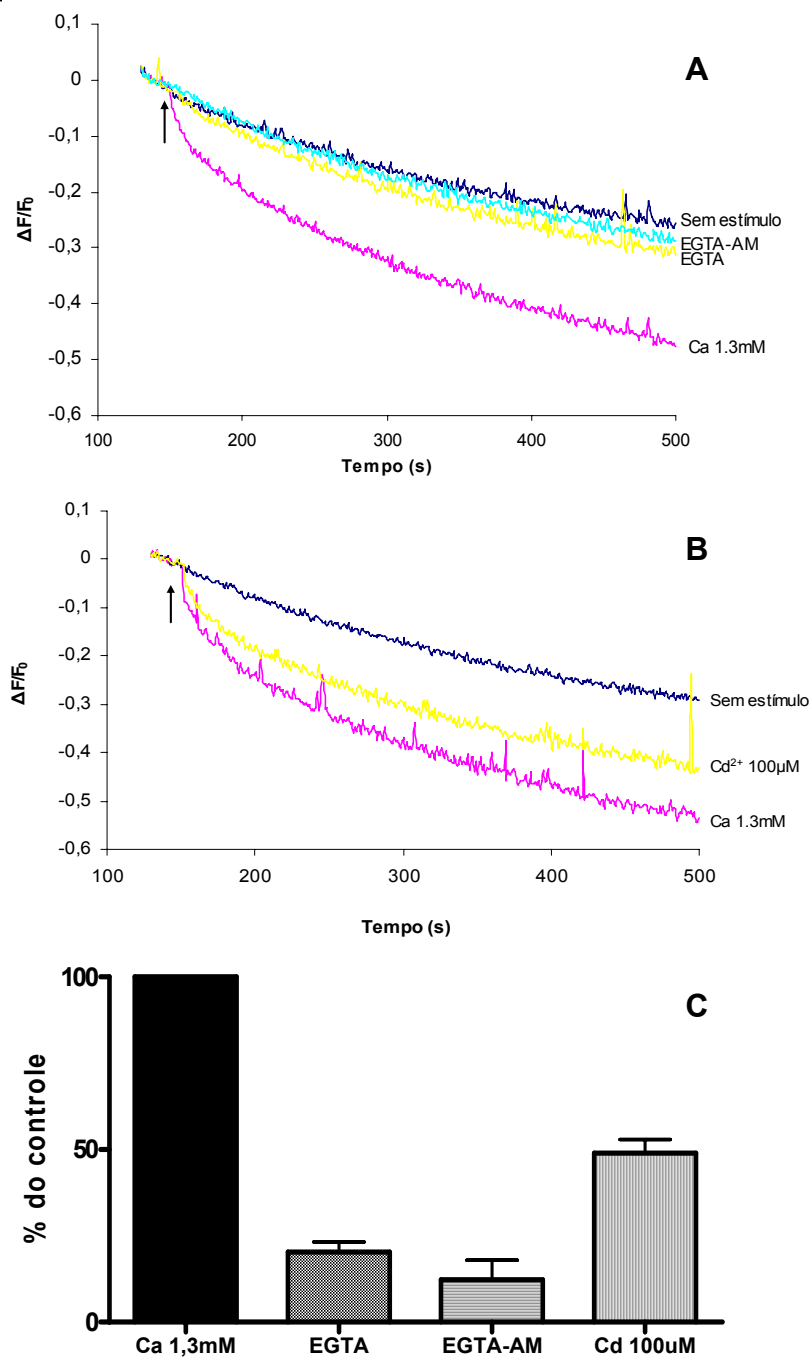 0,1
A
0
-0,1
-0,2
-0,3
-0,4
-0,5
-0,6
ΔF/F₀
Sem estímulo
EGTA-AM
EGTA
Ca 1.3mM
100 200 300 400 500
Tempo (s)
0,1
B
0
-0,1
-0,2
-0,3
-0,4
-0,5
-0,6
ΔF/F₀
Sem estímulo
Cd²⁺ 100µM
Ca 1.3mM
100 200 300 400 500
Tempo (s)
100
C
50
0
% do controle
Ca 1,3mM EGTA EGTA-AM Cd 100uM